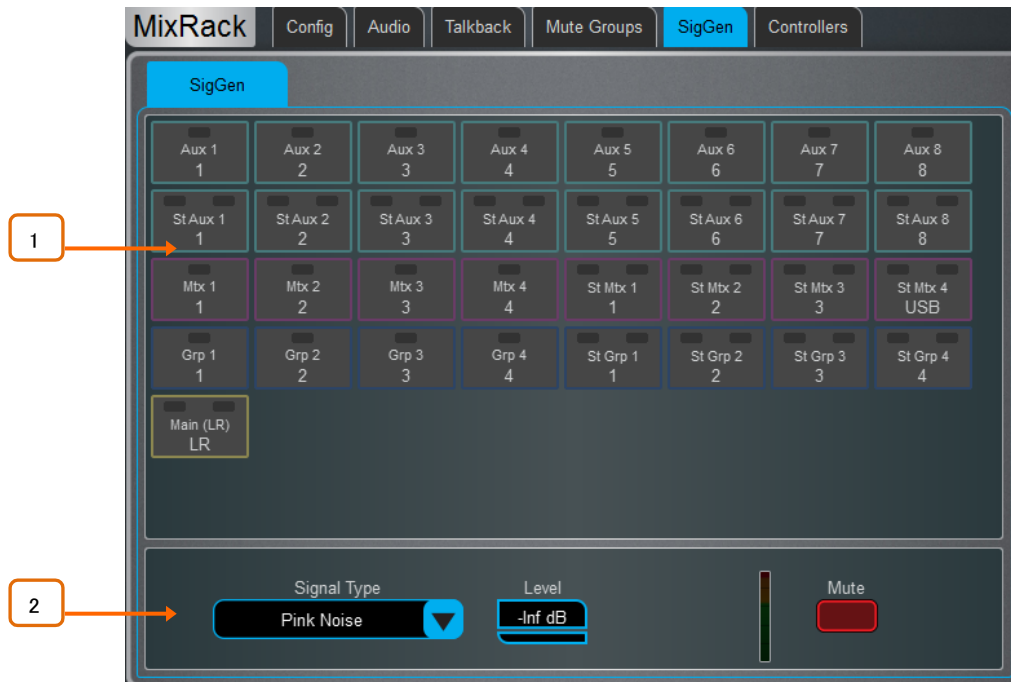 MixRack Config Audio Talkback Mute Groups SigGen Controllers
SigGen
Aux 1 Aux 2 Aux 3 Aux 4 Aux 5 Aux 6 Aux 7 Aux 8
1 2 3 4 5 6 7 8
St Aux 1 St Aux 2 St Aux 3 St Aux 4 St Aux 5 St Aux 6 St Aux 7 St Aux 8
1 1 2 3 4 5 6 7 8
Mtx 1 Mtx 2 Mtx 3 Mtx 4 St Mtx 1 St Mtx 2 St Mtx 3 St Mtx 4
1 2 3 4 1 2 3 USB
Grp 1 Grp 2 Grp 3 Grp 4 St Grp 1 St Grp 2 St Grp 3 St Grp 4
1 2 3 4 1 2 3 4
Main (LR)
LR
Signal Type Level Mute
2 Pink Noise -Inf dB